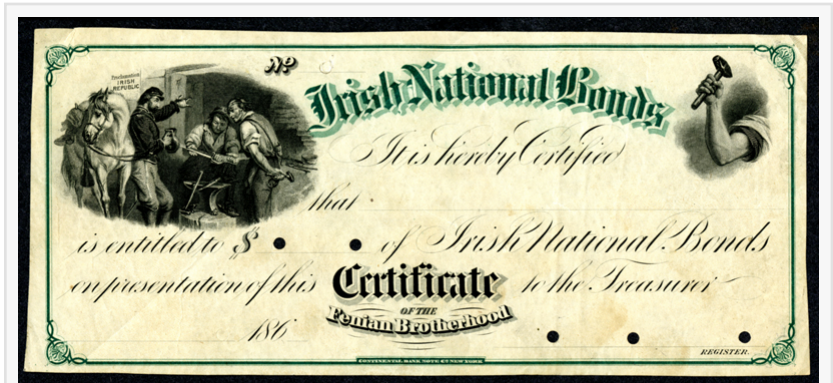 Proclamation
IRISH
REPUBLIC
No
Irish National Bonds
It is hereby Certified
that
is entitled to $ of Irish National Bonds
on presentation of this Certificate to the Treasurer
OF THE
Fenian Brotherhood
186
REGISTER.
CONTINENTAL BANK NOTE CO NEW YORK